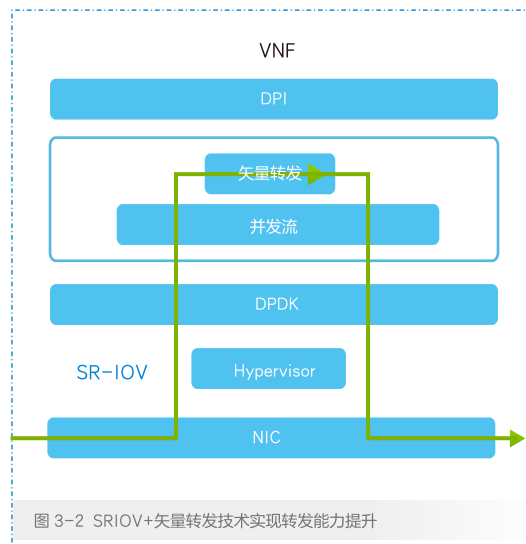 VNF
DPI
矢量转发
并发流
DPDK
SR-IOV
Hypervisor
NIC
图 3-2 SRIOV+矢量转发技术实现转发能力提升